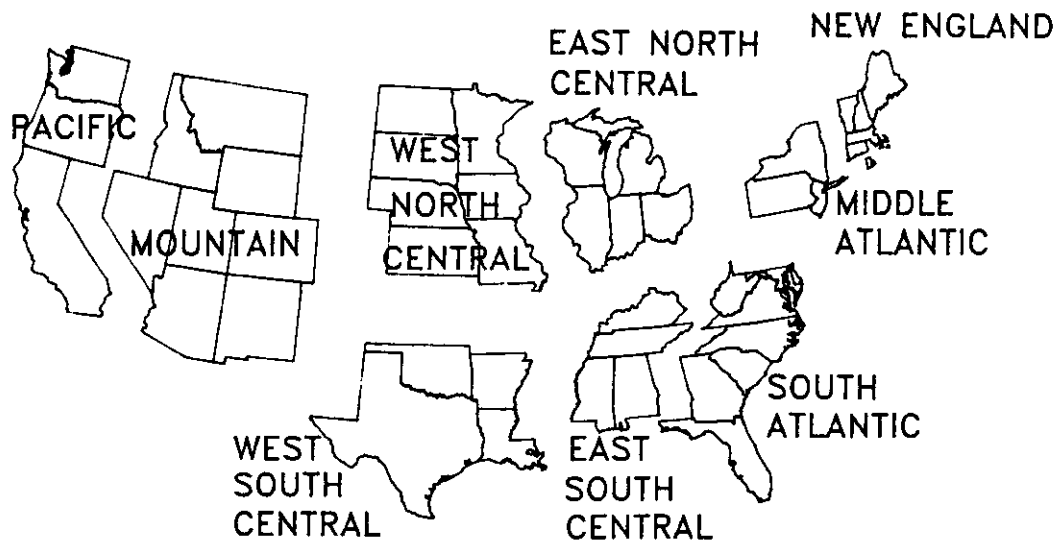 NEW ENGLAND
EAST NORTH
CENTRAL
PACIFIC
WEST
NORTH
CENTRAL
MOUNTAIN
MIDDLE
ATLANTIC
SOUTH
ATLANTIC
WEST
SOUTH
CENTRAL
EAST
SOUTH
CENTRAL